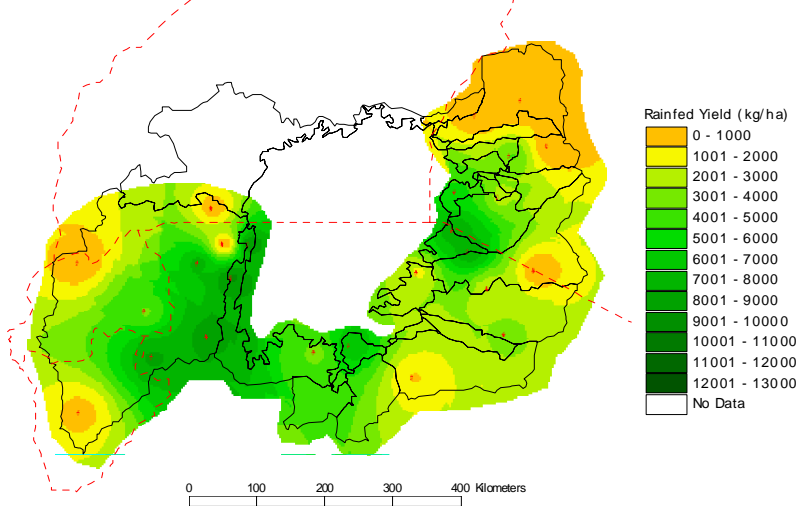 Rainfed Yield (kg/ha)
0 - 1000
1001 - 2000
2001 - 3000
3001 - 4000
4001 - 5000
5001 - 6000
6001 - 7000
7001 - 8000
8001 - 9000
9001 - 10000
10001 - 11000
11001 - 12000
12001 - 13000
No Data
0 100 200 300 400 Kilometers